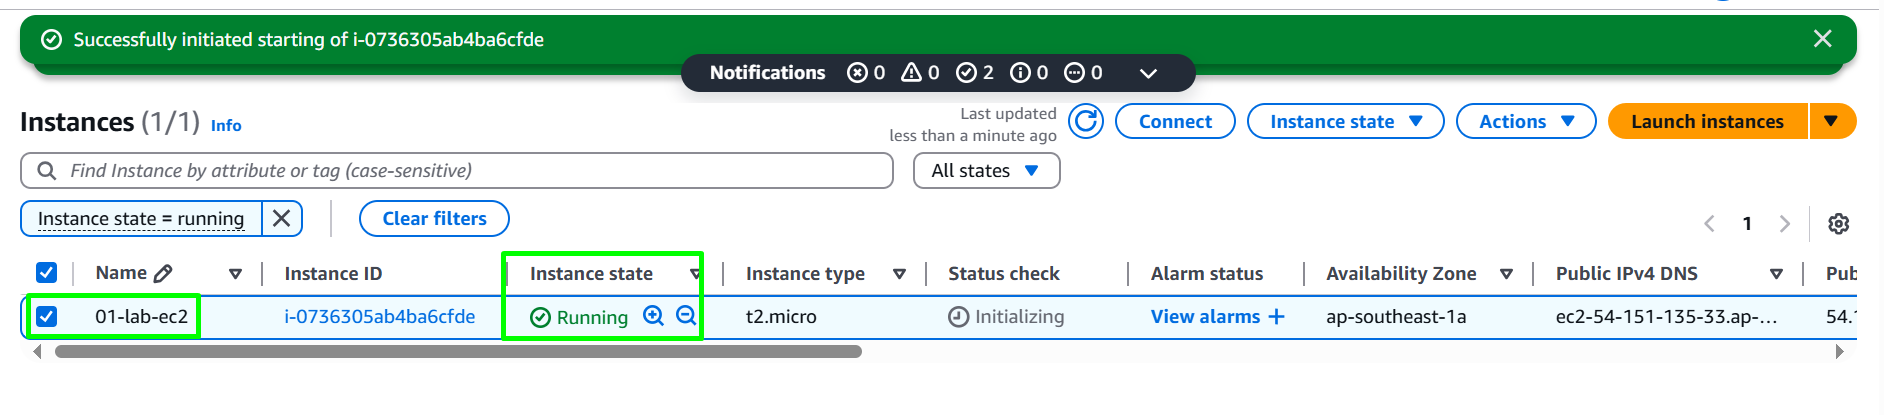 Successfully initiated starting of i-0736305ab4ba6cfde
Notifications 0 0 2 0 0
Instances (1/1) Info
Last updated
less than a minute ago
Connect
Instance state
Actions
Launch instances
Find Instance by attribute or tag (case-sensitive)
All states
Instance state = running
Clear filters
1
Name Instance ID Instance state Instance type Status check Alarm status Availability Zone Public IPv4 DNS Pub
01-lab-ec2 i-0736305ab4ba6cfde Running t2.micro Initializing View alarms + ap-southeast-1a ec2-54-151-135-33.ap-... 54.1